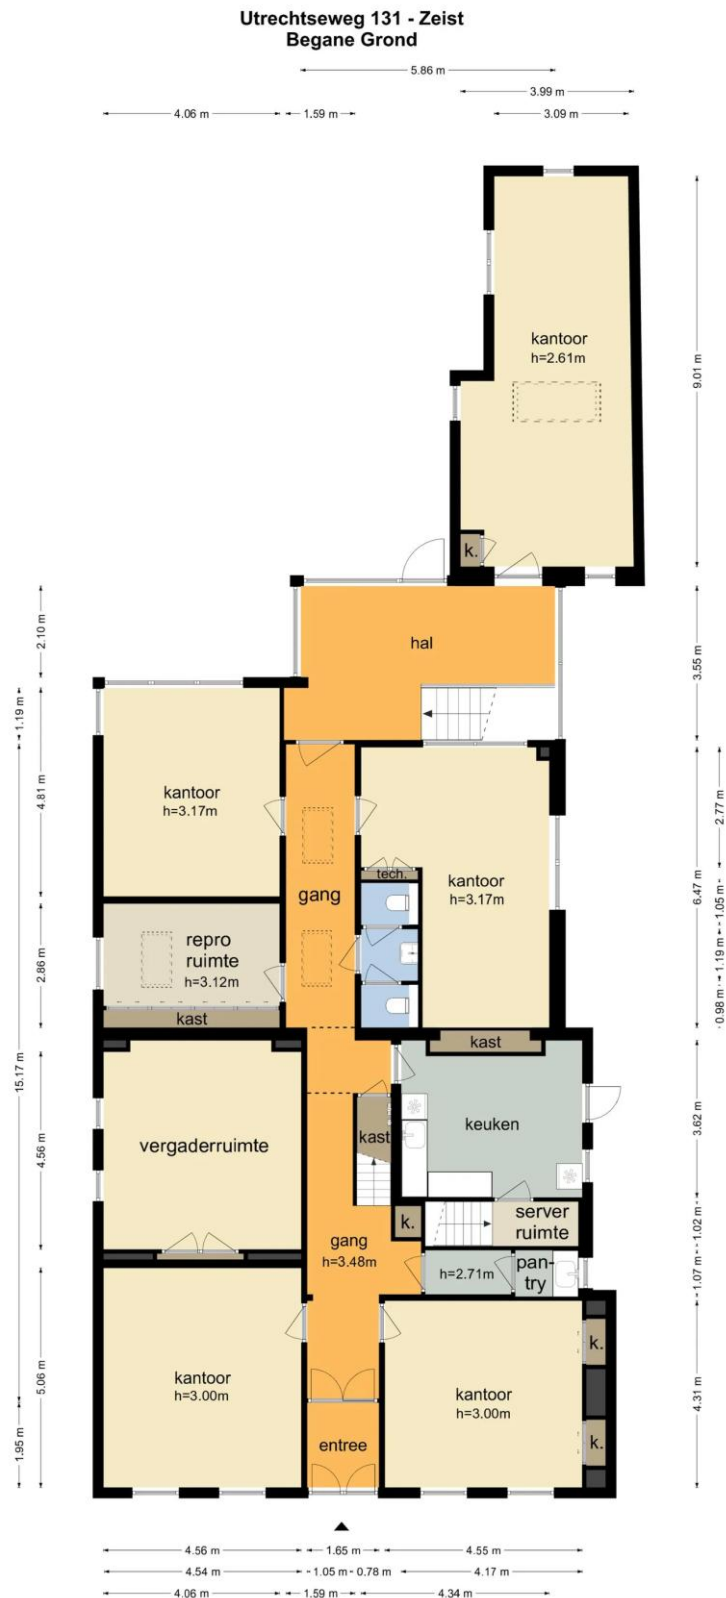 Utrechtseweg 131 - Zeist
Begane Grond
5.86 m
3.99 m
4.06 m
1.59 m
3.09 m
kantoor
h=2.61m
9.01 m
k.
2.10 m
hal
3.55 m
1.19 m
kantoor
h=3.17m
4.81 m
2.77 m
tech.
kantoor
h=3.17m
gang
6.47 m
1.05 m
repro
ruimte
h=3.12m
2.86 m
1.19 m
0.98 m
kast
kast
15.17 m
vergaderruimte
4.56 m
kast
keuken
3.62 m
k.
server
ruimte
1.02 m
gang
h=3.48m
h=2.71m
pan-
try
1.07 m
kantoor
h=3.00m
5.06 m
kantoor
h=3.00m
k.
4.31 m
k.
1.95 m
entree
4.56 m
1.65 m
4.55 m
4.54 m
1.05 m
0.78 m
4.17 m
4.06 m
1.59 m
4.34 m